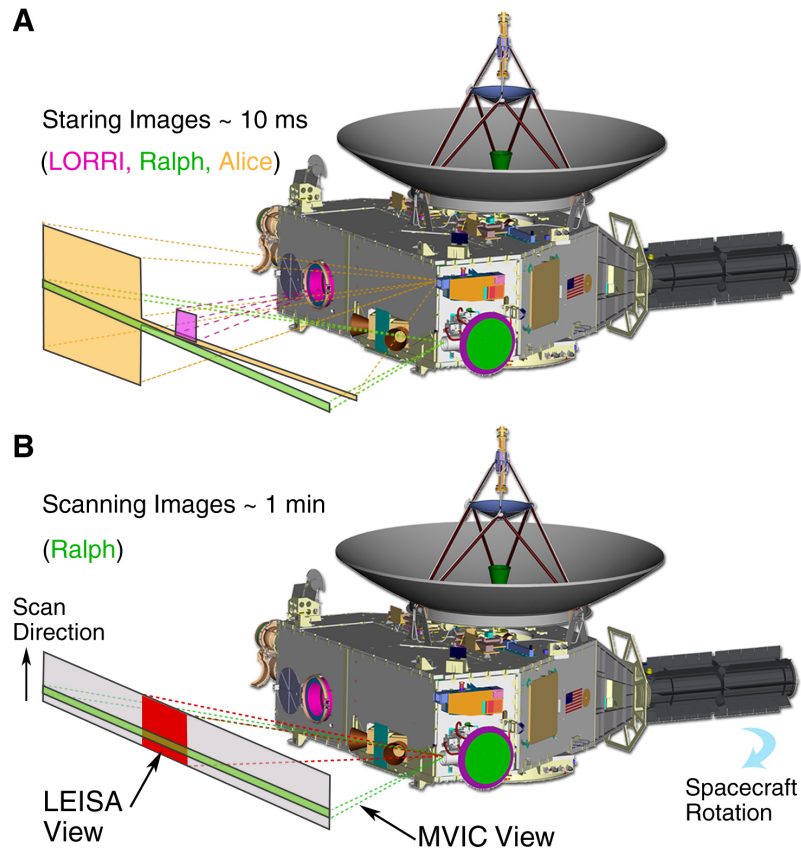 A
Staring Images ~ 10 ms
(LORRI, Ralph, Alice)
B
Scanning Images ~ 1 min
(Ralph)
Scan
Direction
LEISA
View
MVIC View
Spacecraft
Rotation